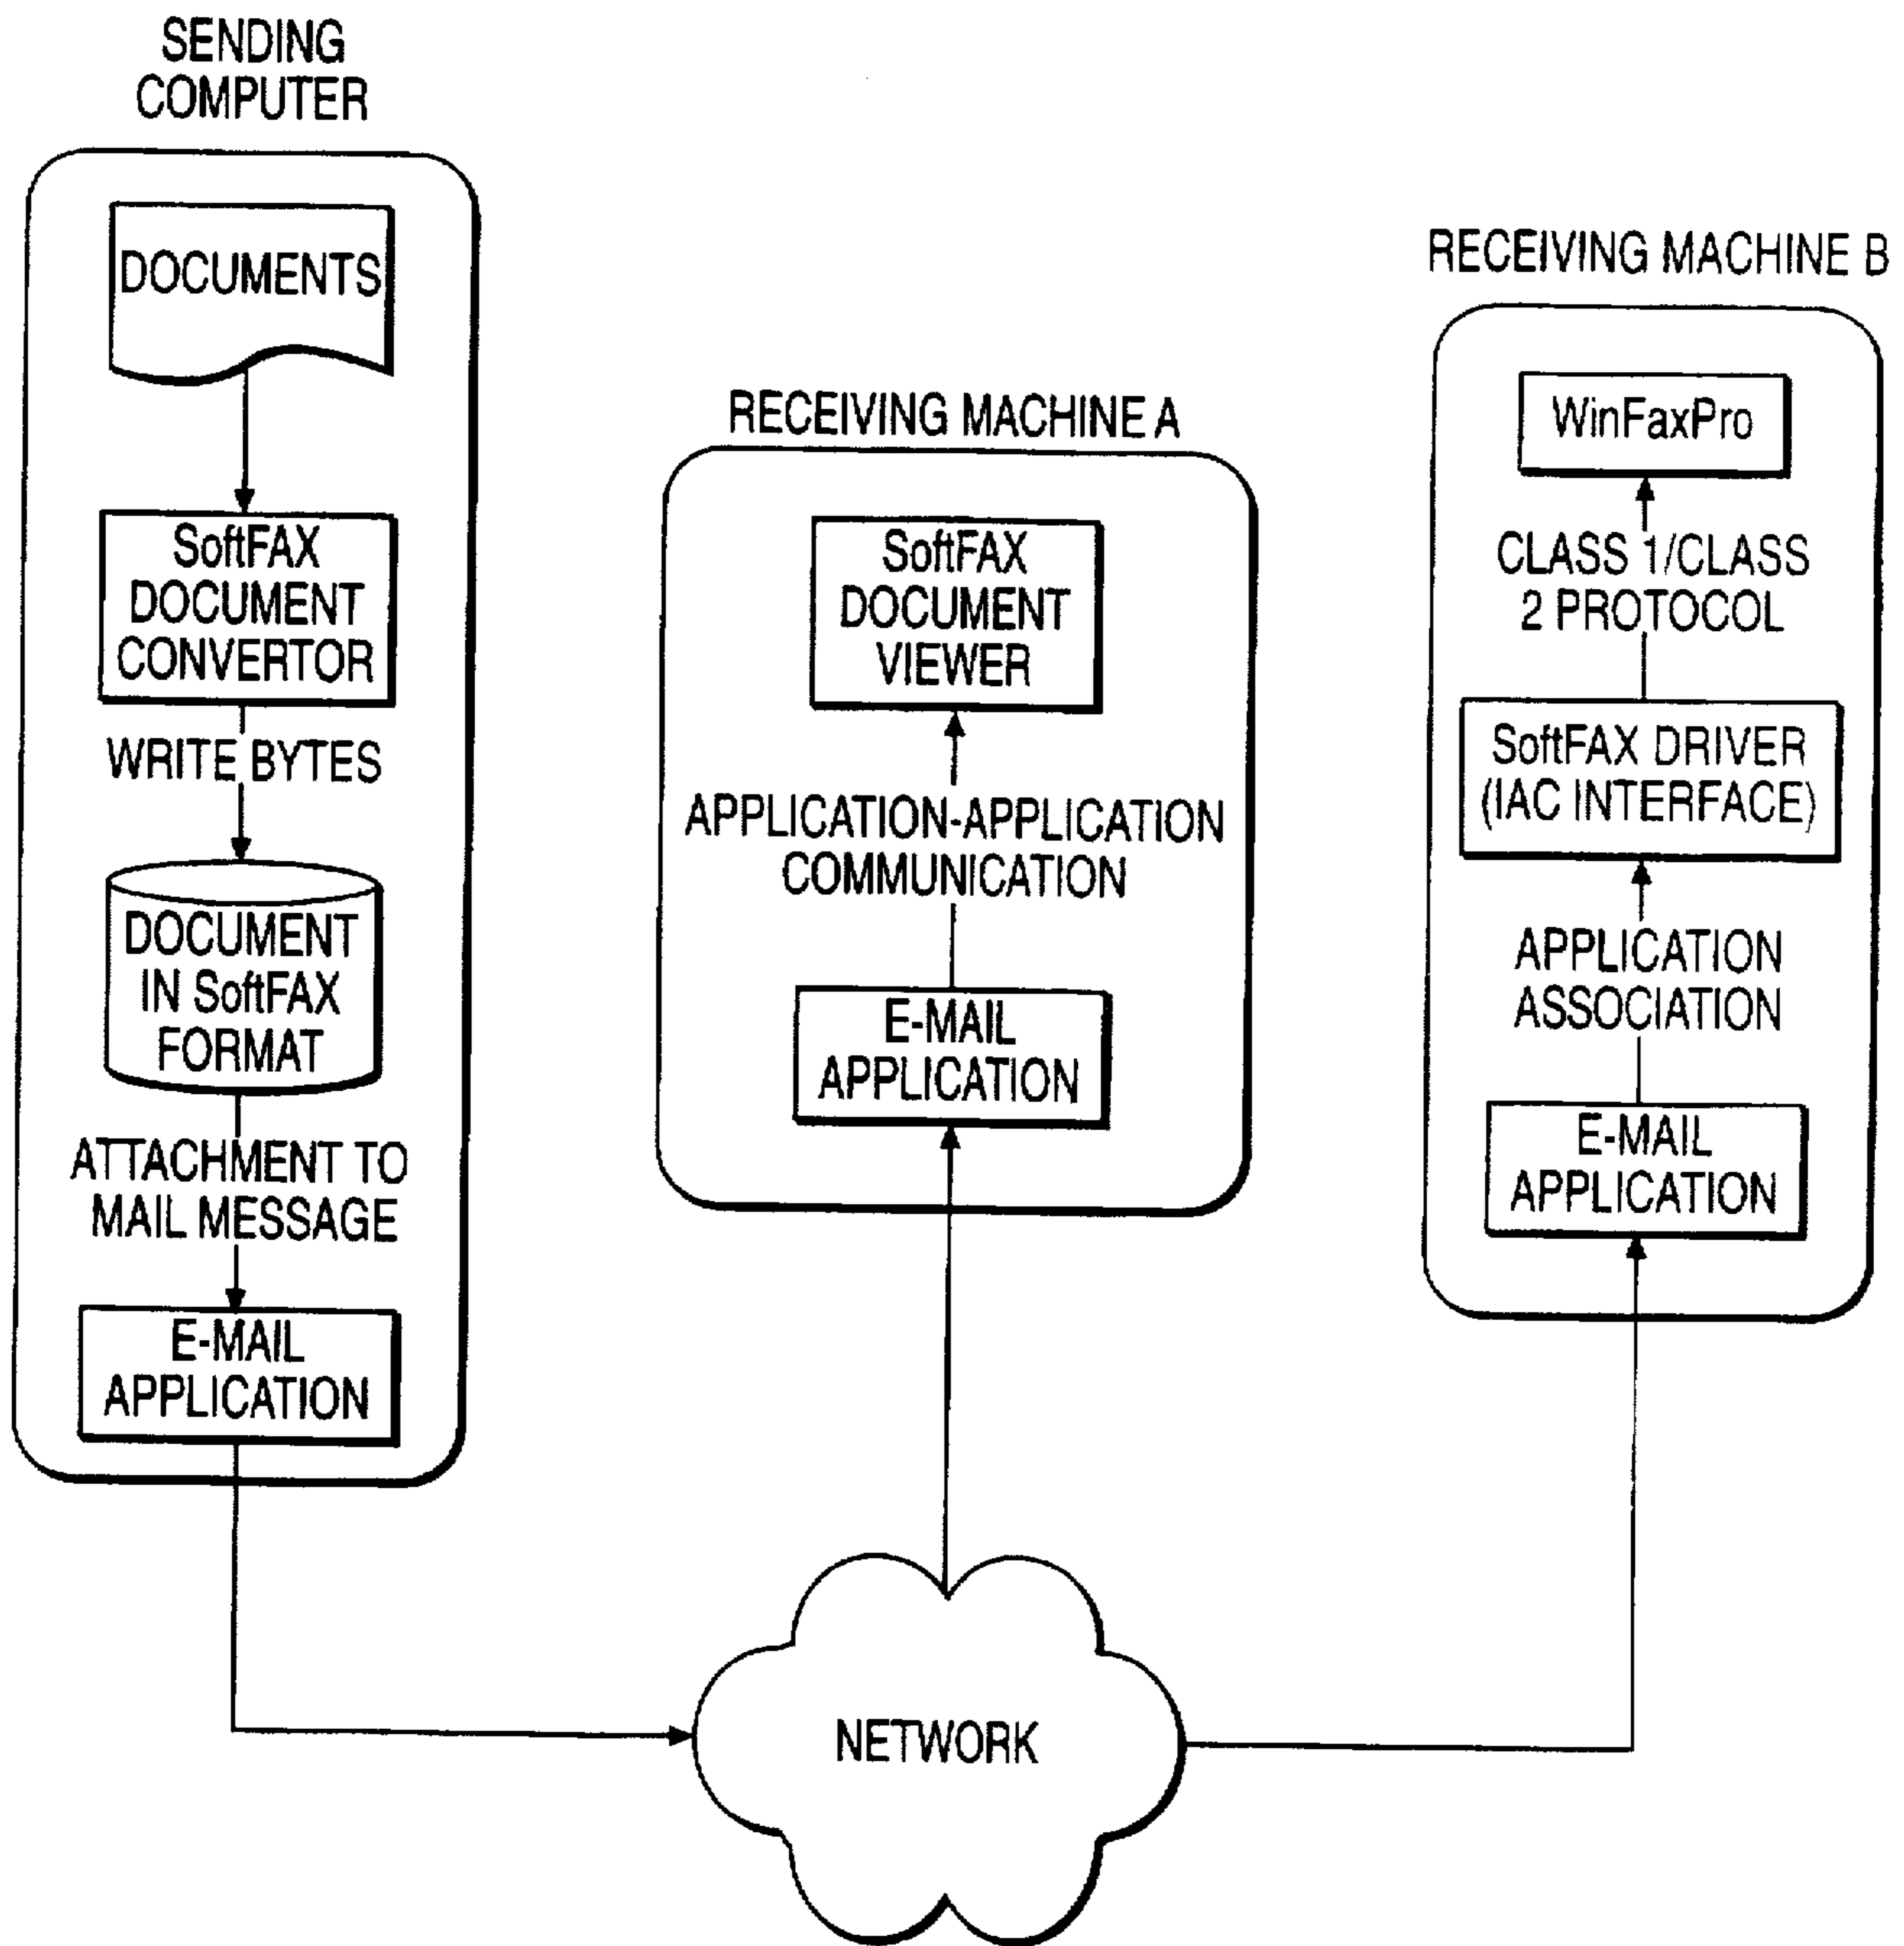 SENDING
COMPUTER
DOCUMENTS
SoftFAX
DOCUMENT
CONVERTOR
WRITE BYTES
DOCUMENT
IN SoftFAX
FORMAT
ATTACHMENT TO
MAIL MESSAGE
E-MAIL
APPLICATION
RECEIVING MACHINE A
SoftFAX
DOCUMENT
VIEWER
APPLICATION-APPLICATION
COMMUNICATION
E-MAIL
APPLICATION
RECEIVING MACHINE B
WinFaxPro
CLASS 1/CLASS
2 PROTOCOL
SoftFAX DRIVER
(IAC INTERFACE)
APPLICATION
ASSOCIATION
E-MAIL
APPLICATION
NETWORK